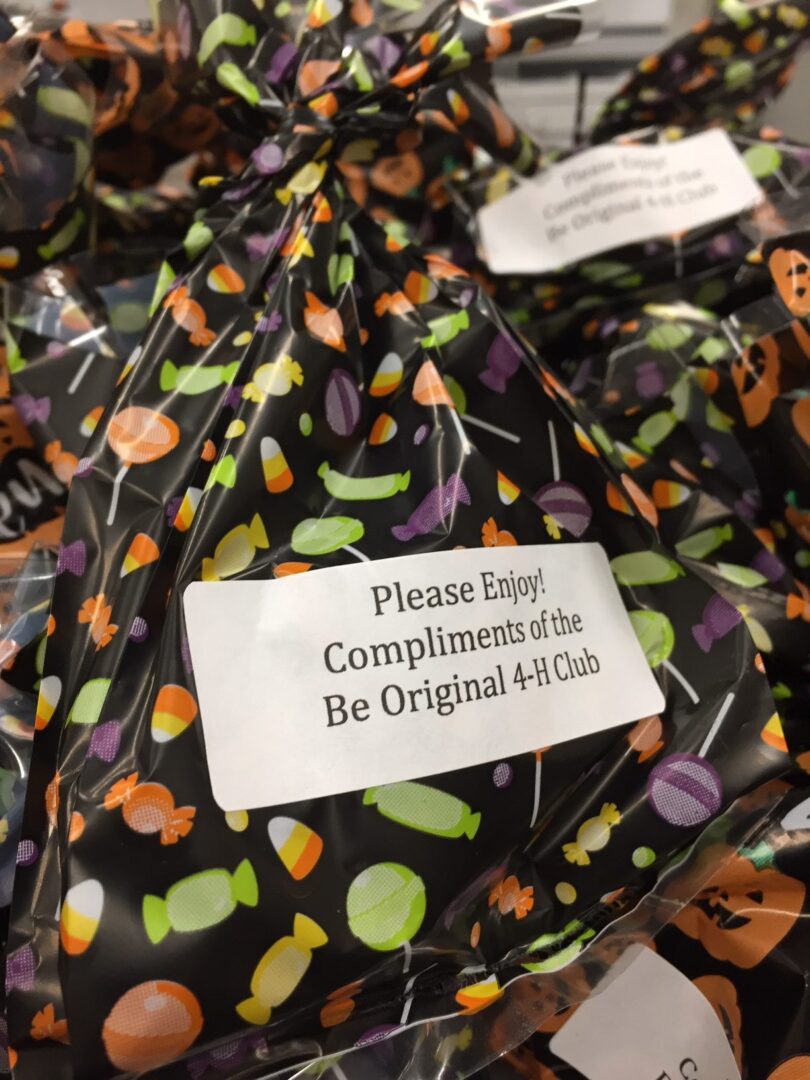 Please Enjoy!
Compliments of the
Be Original 4-H Club
Please Enjoy!
Compliments of the
Be Original 4-H Club